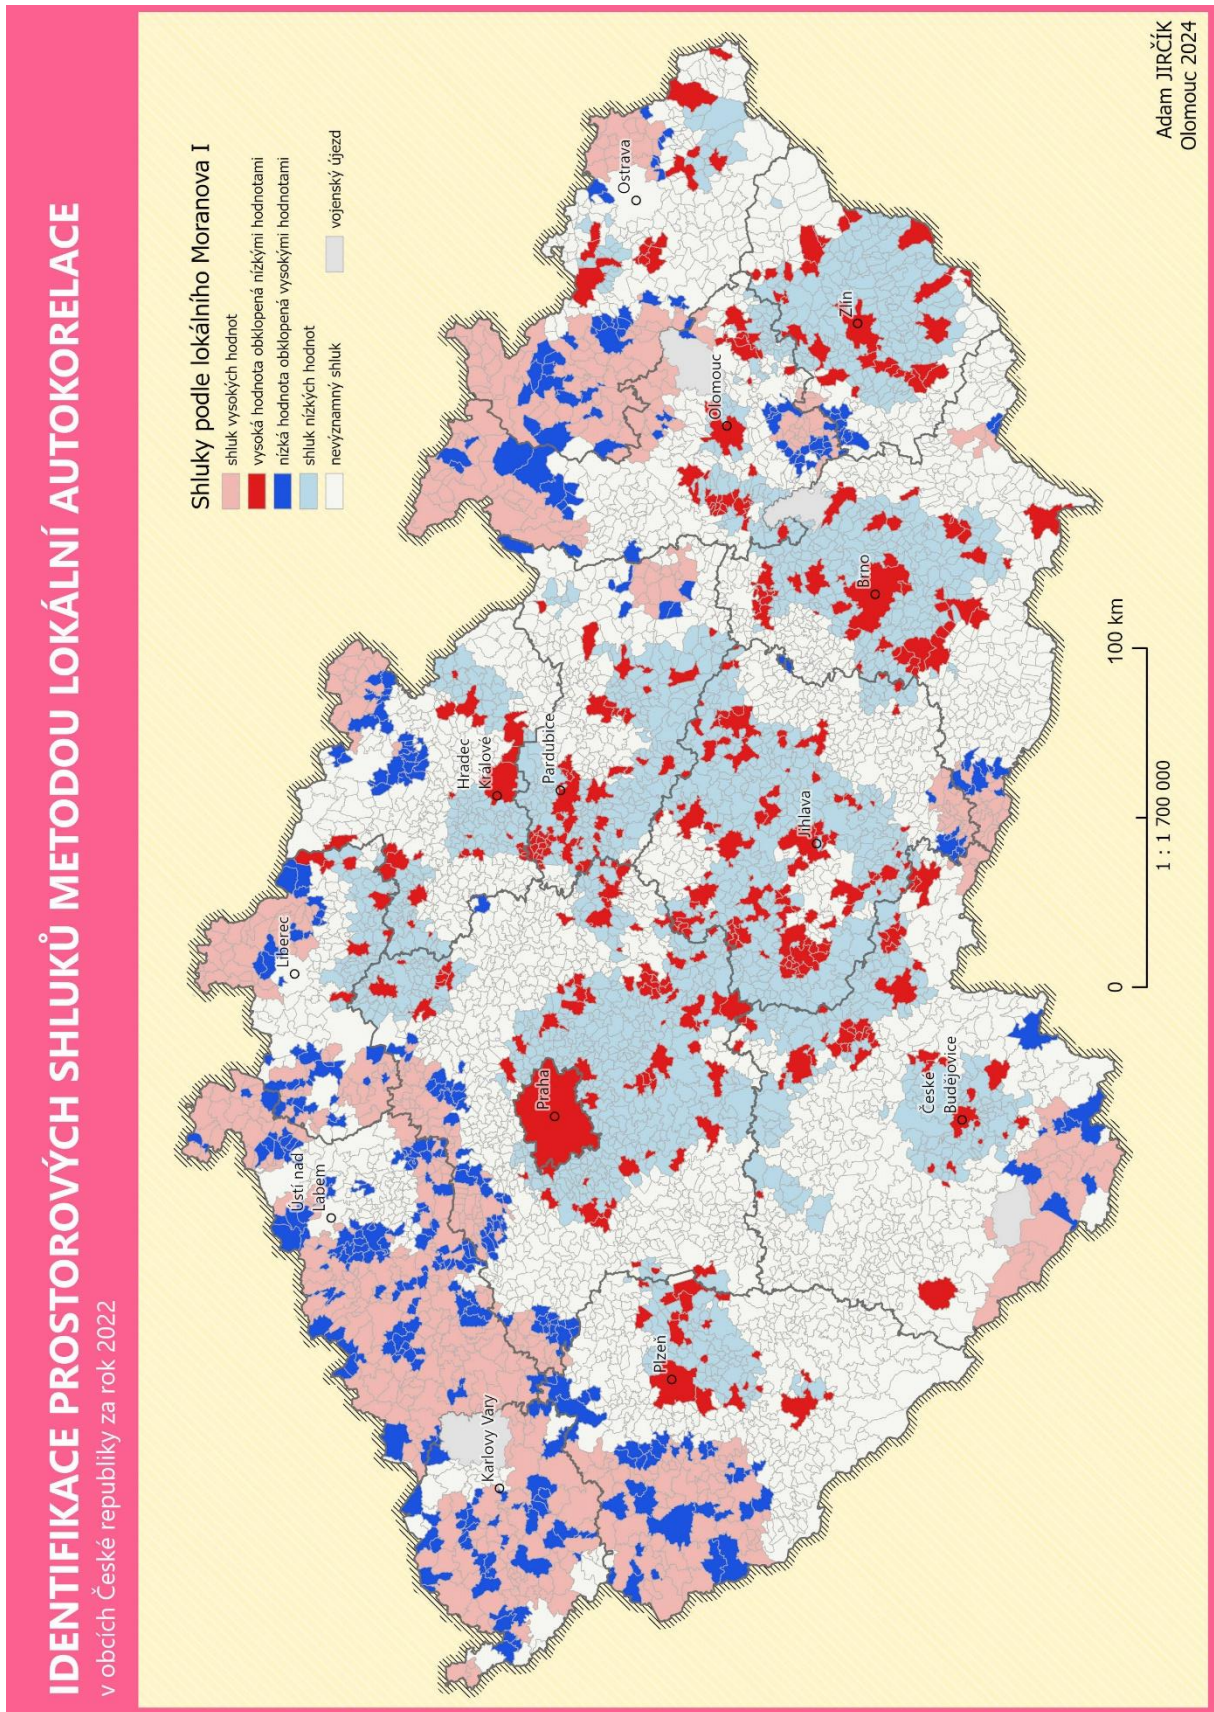 IDENTIFIKACE PROSTOROVÝCH SHLUKŮ METODOU LOKÁLNÍ AUTOKORELACE
v obcích České republiky za rok 2022
Shluky podle lokálního Moranova I
shluk vysokých hodnot
vysoká hodnota obklopená nízkými hodnotami
nízká hodnota obklopená vysokými hodnotami
shluk nízkých hodnot
nevýznamný shluk
vojenský újezd
Liberec
Ústí nad
Labem
Karlovy Vary
Hradec
Králové
Praha
Pardubice
Plzeň
Ostrava
Olomouc
Jihlava
Zlín
Brno
České
Budějovice
0
100 km
1 : 1 700 000
Adam JIRČÍK
Olomouc 2024